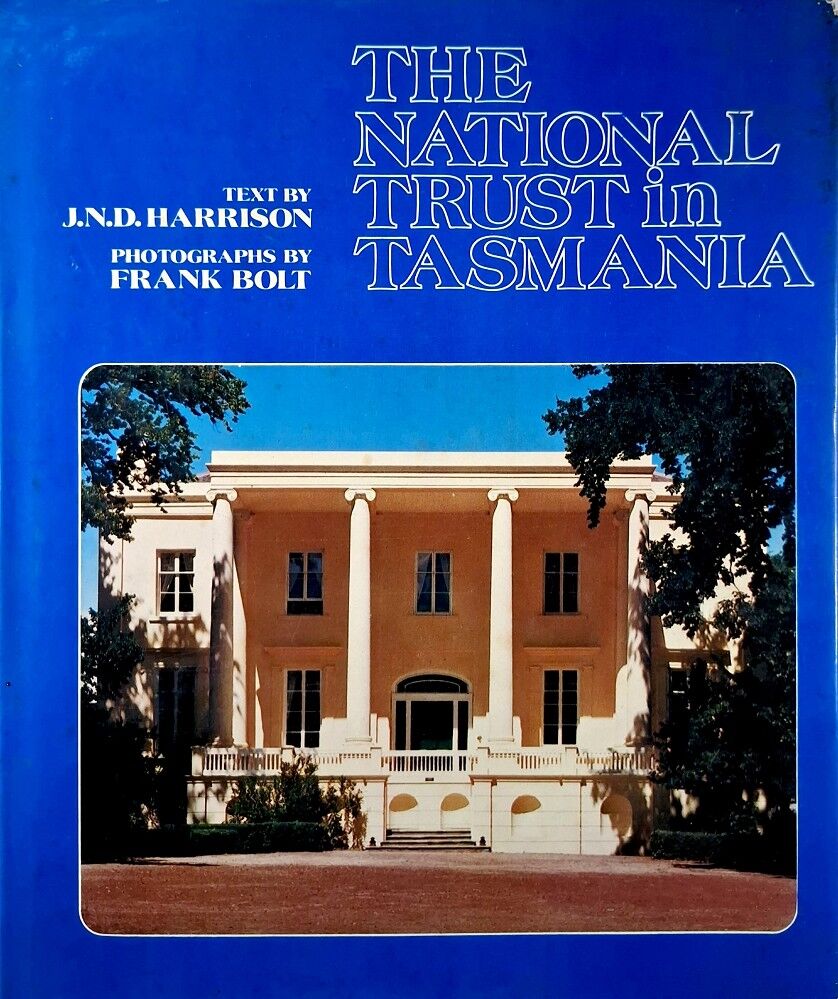 THE
NATIONAL
TRUST in
TASMANIA
TEXT BY
J.N.D. HARRISON
PHOTOGRAPHS BY
FRANK BOLT